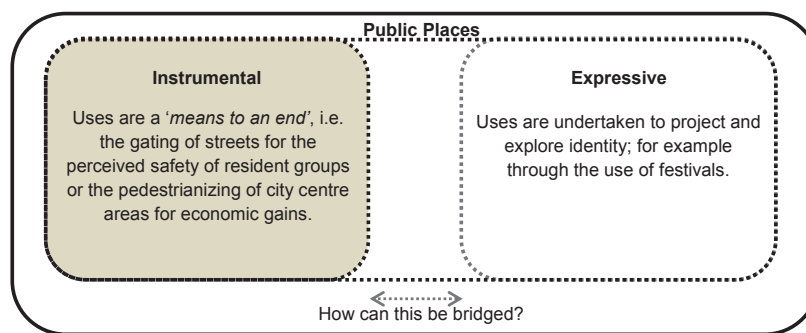 Public Places
Instrumental
Uses are a ‘means to an end’, i.e.
the gating of streets for the
perceived safety of resident groups
or the pedestrianizing of city centre
areas for economic gains.
Expressive
Uses are undertaken to project and
explore identity; for example
through the use of festivals.
How can this be bridged?